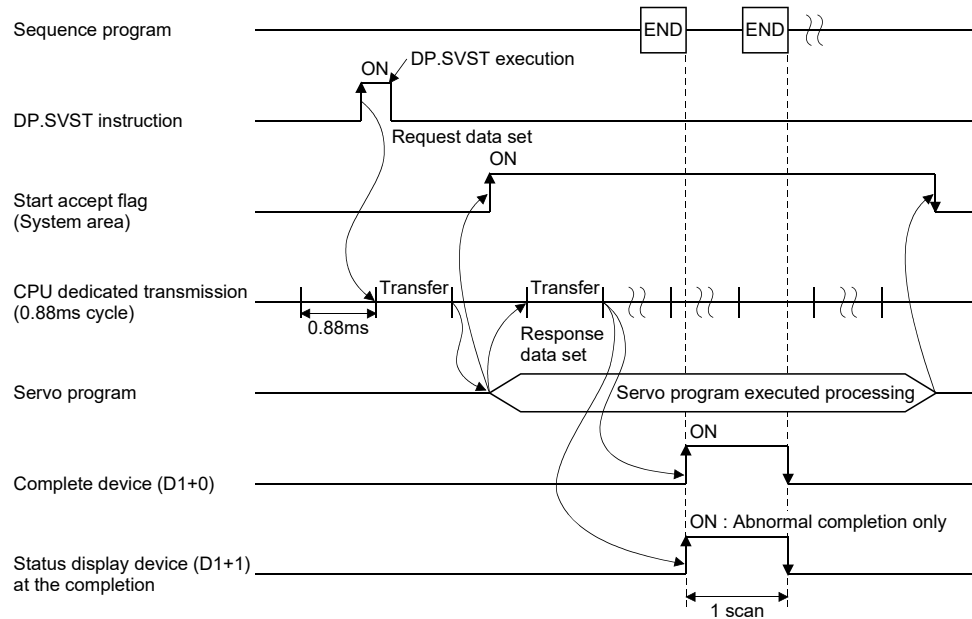 Sequence program
END
END
ON
DP.SVST execution
DP.SVST instruction
Request data set
ON
Start accept flag
(System area)
CPU dedicated transmission
(0.88ms cycle)
Transfer
Transfer
0.88ms
Response
data set
Servo program
Servo program executed processing
ON
Complete device (D1+0)
ON : Abnormal completion only
Status display device (D1+1)
at the completion
1 scan